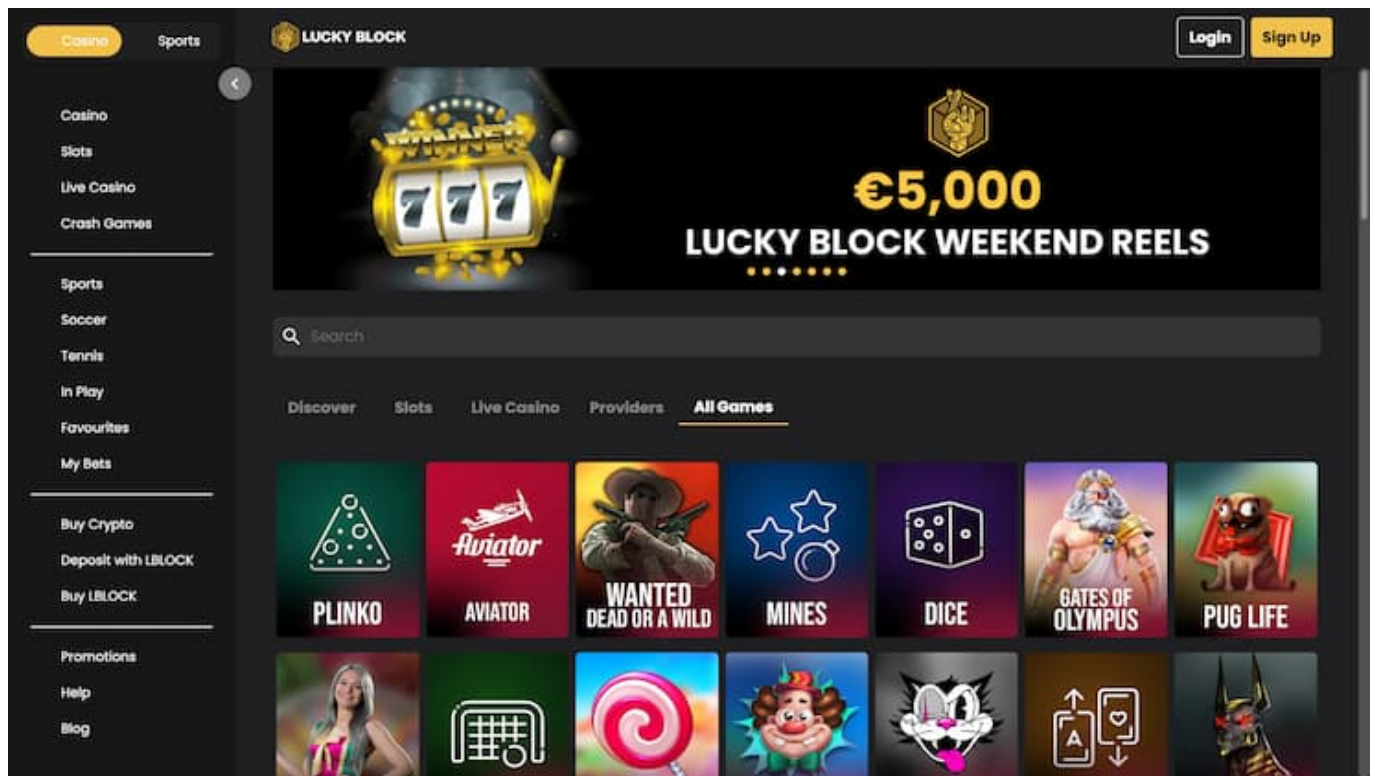 Casino
Sports
LUCKY BLOCK
Login
Sign Up
Casino
Slots
Live Casino
Crash Games
Sports
Soccer
Tennis
In Play
Favourites
My Bets
Buy Crypto
Deposit with LBLOCK
Buy LBLOCK
Promotions
Help
Blog
WINNER
777
€5,000
LUCKY BLOCK WEEKEND REELS
Search
Discover
Slots
Live Casino
Providers
All Games
PLINKO
Aviator
AVIATOR
WANTED
DEAD OR A WILD
MINES
DICE
GATES OF
OLYMPUS
PUG LIFE
A